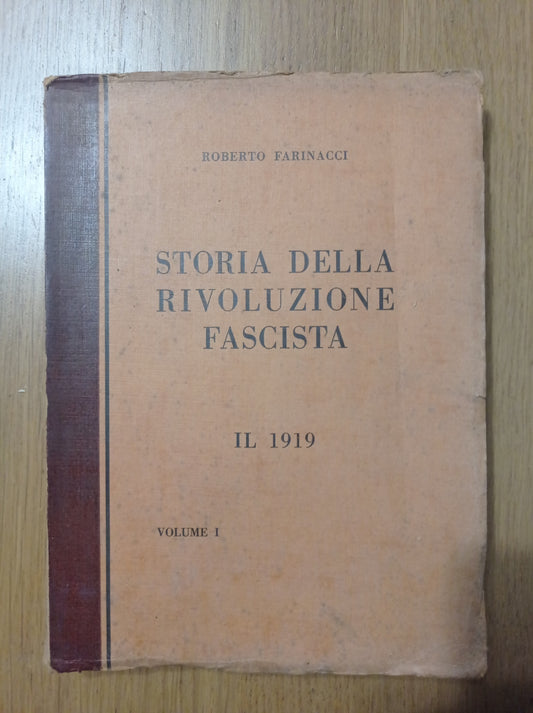 ROBERTO FARINACCI
STORIA DELLA
RIVOLUZIONE
FASCISTA
IL 1919
VOLUME I